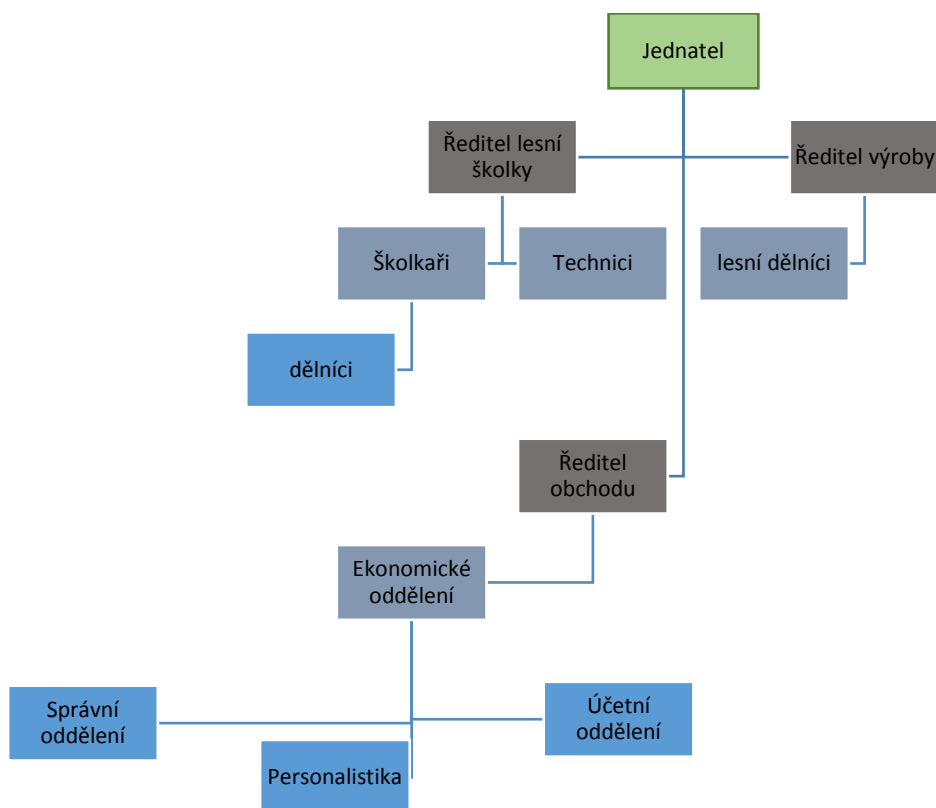 Jednatel
Ředitel lesní
školky
Ředitel výroby
Školkaři
Technici
lesní dělníci
dělníci
Ředitel
obchodu
Ekonomické
oddělení
Správní
oddělení
Účetní
oddělení
Personalistika